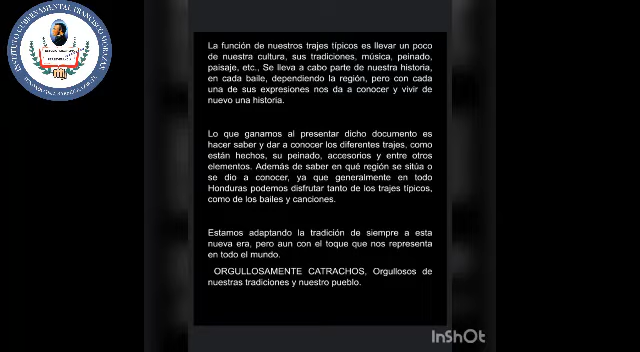 INSTITUTO GUBERNAMENTAL FRANCISCO MORAZAN
La función de nuestros trajes típicos es llevar un poco
de nuestra cultura, sus tradiciones, música, peinado,
paisaje, etc., Se lleva a cabo parte de nuestra historia,
en cada baile, dependiendo la región, pero con cada
una de sus expresiones nos da a conocer y vivir de
nuevo una historia.
Lo que ganamos al presentar dicho documento es
hacer saber y dar a conocer los diferentes trajes, como
están hechos, su peinado, accesorios y entre otros
elementos. Además de saber en qué región se sitúa o
se dio a conocer, ya que generalmente en todo
Honduras podemos disfrutar tanto de los trajes típicos,
como de los bailes y canciones.
Estamos adaptando la tradición de siempre a esta
nueva era, pero aun con el toque que nos representa
en todo el mundo.
ORGULLOSAMENTE CATRACHOS, Orgullosos de
nuestras tradiciones y nuestro pueblo.
InShOt